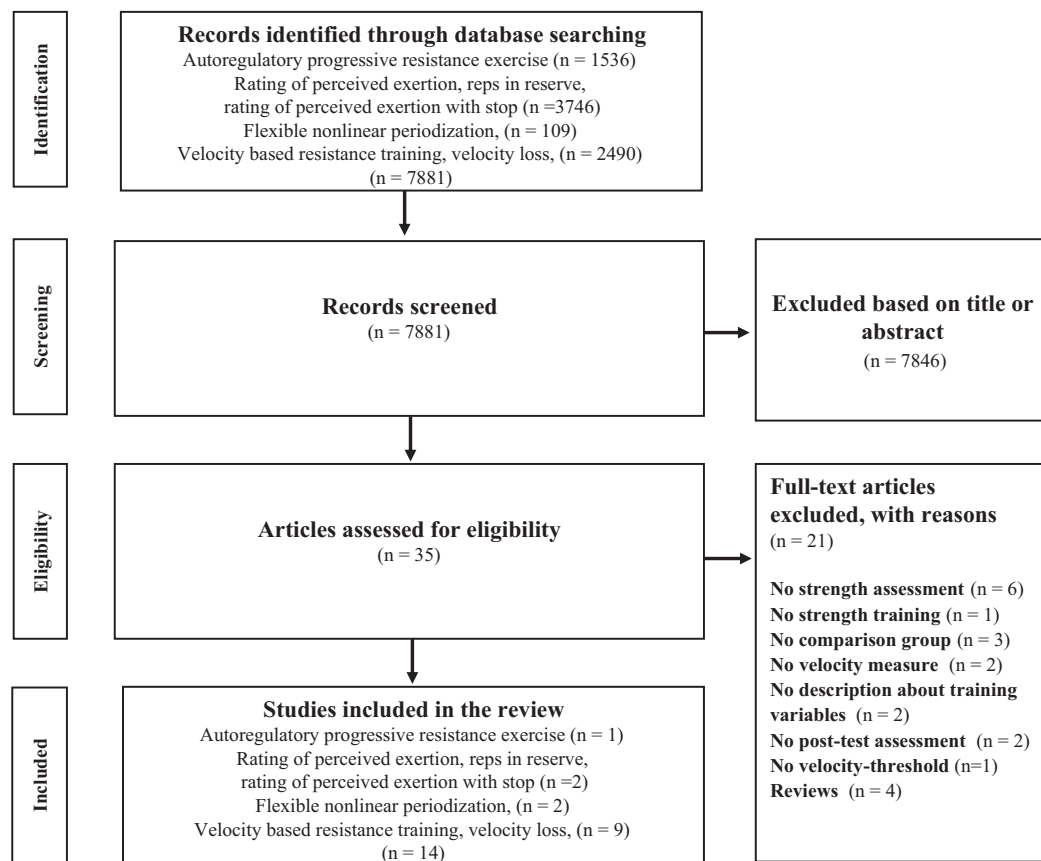 Identification
Records identified through database searching
Autoregulatory progressive resistance exercise (n = 1536)
Rating of perceived exertion, reps in reserve,
rating of perceived exertion with stop (n =3746)
Flexible nonlinear periodization, (n = 109)
Velocity based resistance training, velocity loss, (n = 2490)
(n = 7881)
Screening
Records screened
(n = 7881)
Excluded based on title or
abstract
(n = 7846)
Eligibility
Articles assessed for eligibility
(n = 35)
Full-text articles
excluded, with reasons
(n = 21)
No strength assessment (n = 6)
No strength training (n = 1)
No comparison group (n = 3)
No velocity measure (n = 2)
No description about training
variables (n = 2)
No post-test assessment (n = 2)
No velocity-threshold (n=1)
Reviews (n = 4)
Included
Studies included in the review
Autoregulatory progressive resistance exercise (n = 1)
Rating of perceived exertion, reps in reserve,
rating of perceived exertion with stop (n =2)
Flexible nonlinear periodization, (n = 2)
Velocity based resistance training, velocity loss, (n = 9)
(n = 14)